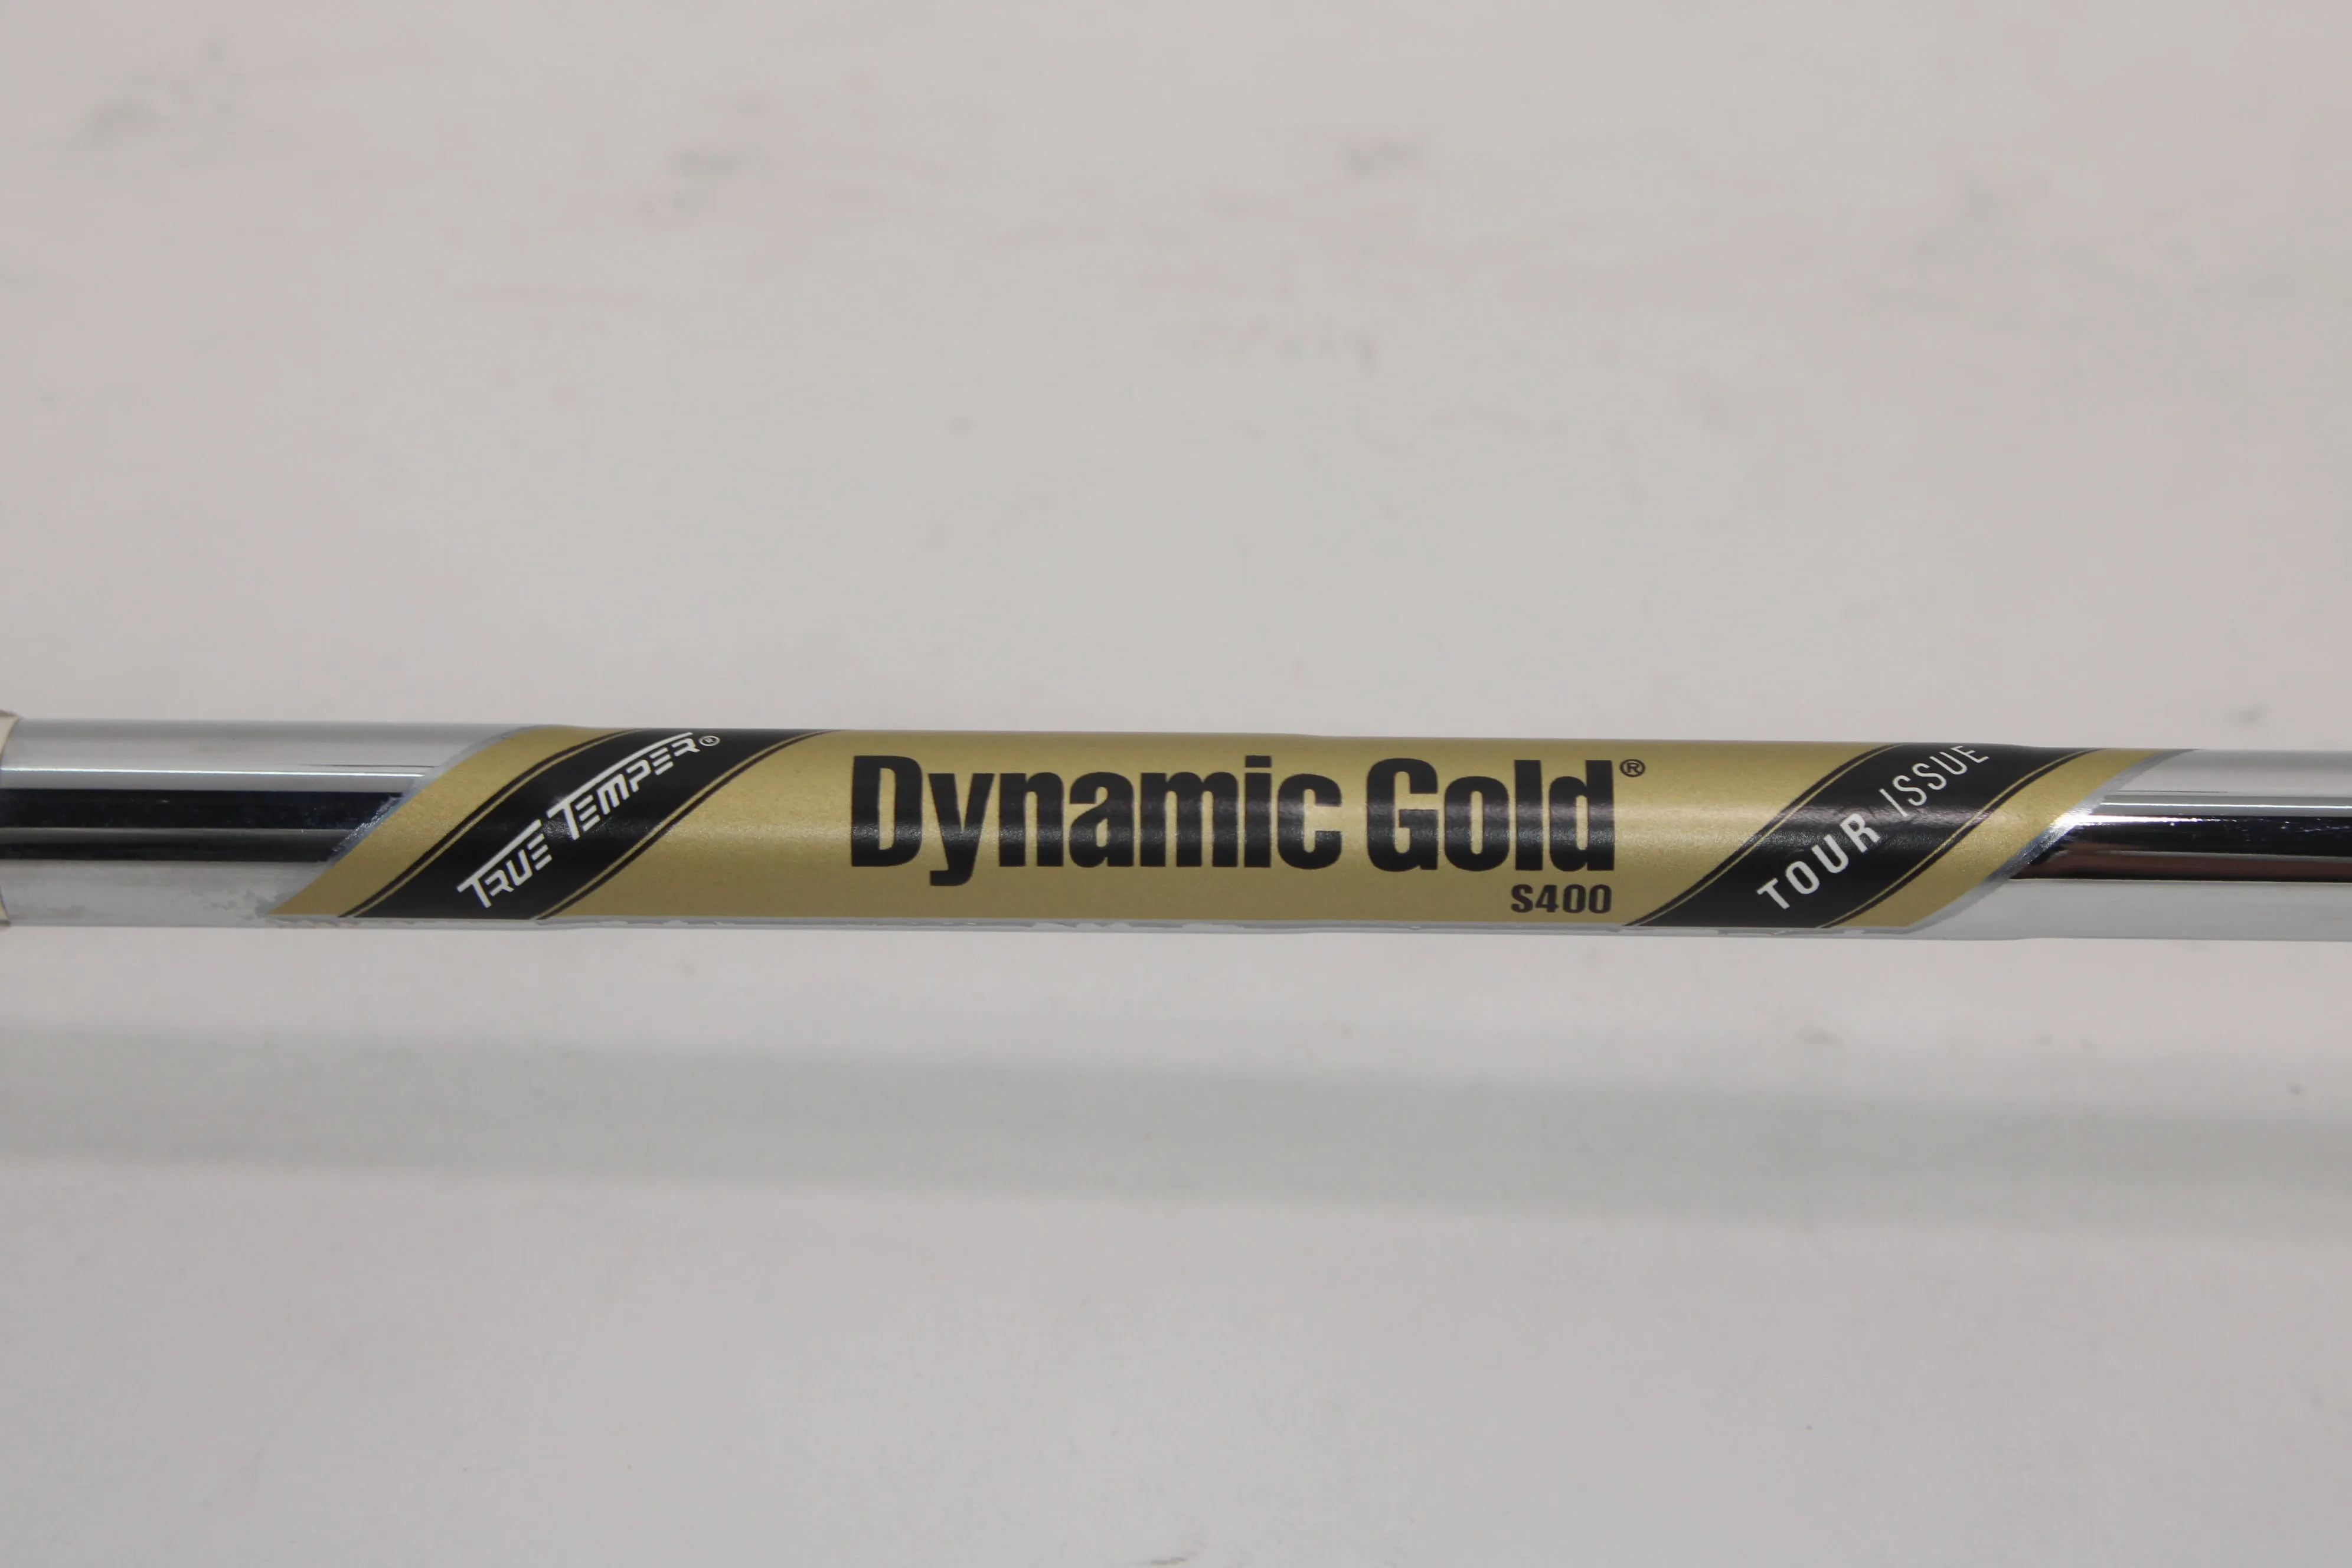 TRUE TEMPER®
Dynamic Gold®
S400
TOUR ISSUE